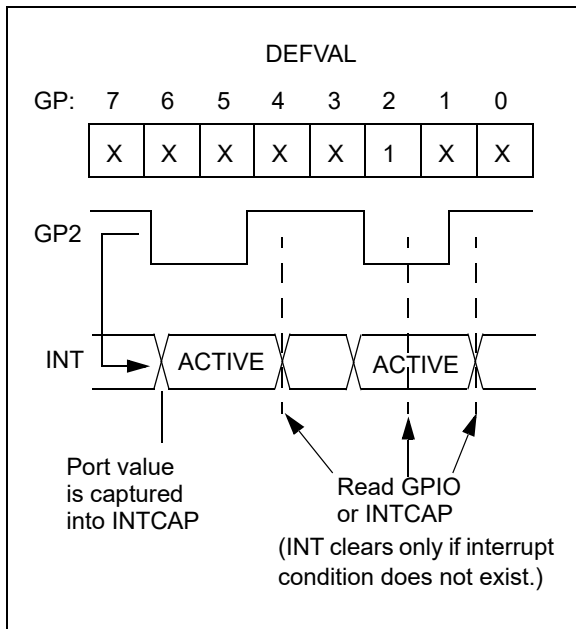 DEFVAL
GP: 7 6 5 4 3 2 1 0
X X X X X 1 X X
GP2
INT ACTIVE ACTIVE
Port value
is captured
into INTCAP
Read GPIO
or INTCAP
(INT clears only if interrupt
condition does not exist.)